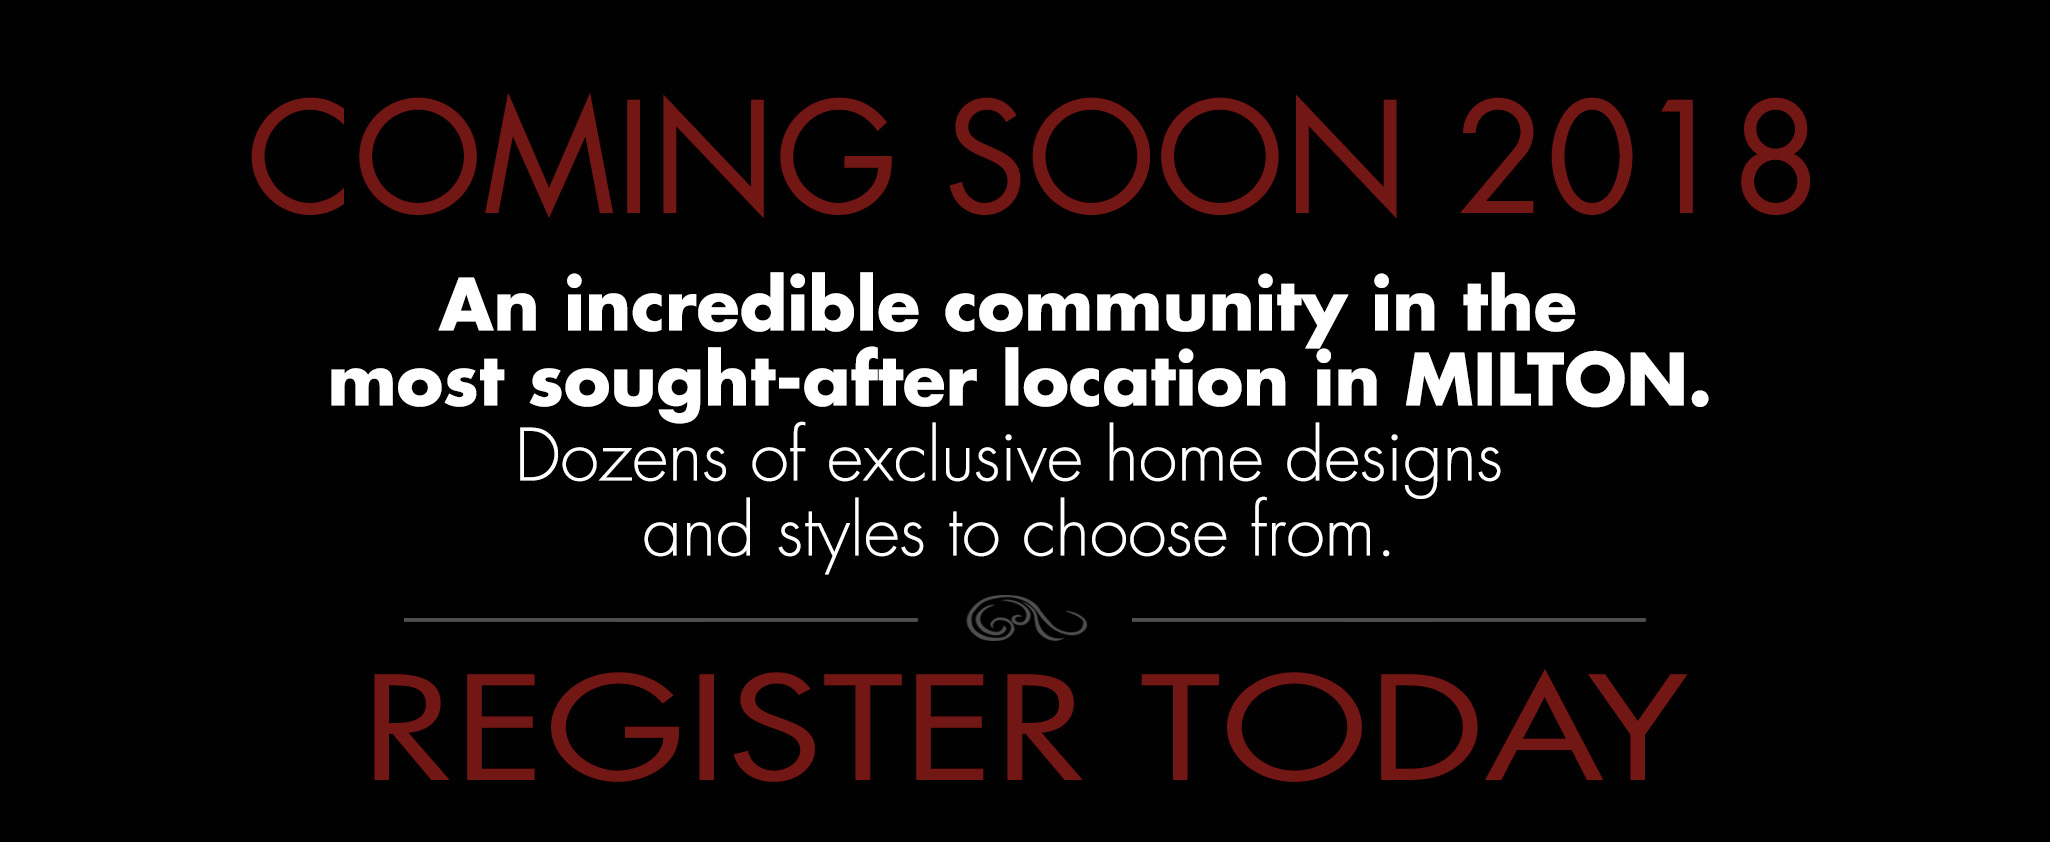 COMING SOON 2018
An incredible community in the
most sought-after location in MILTON.
Dozens of exclusive home designs
and styles to choose from.
REGISTER TODAY